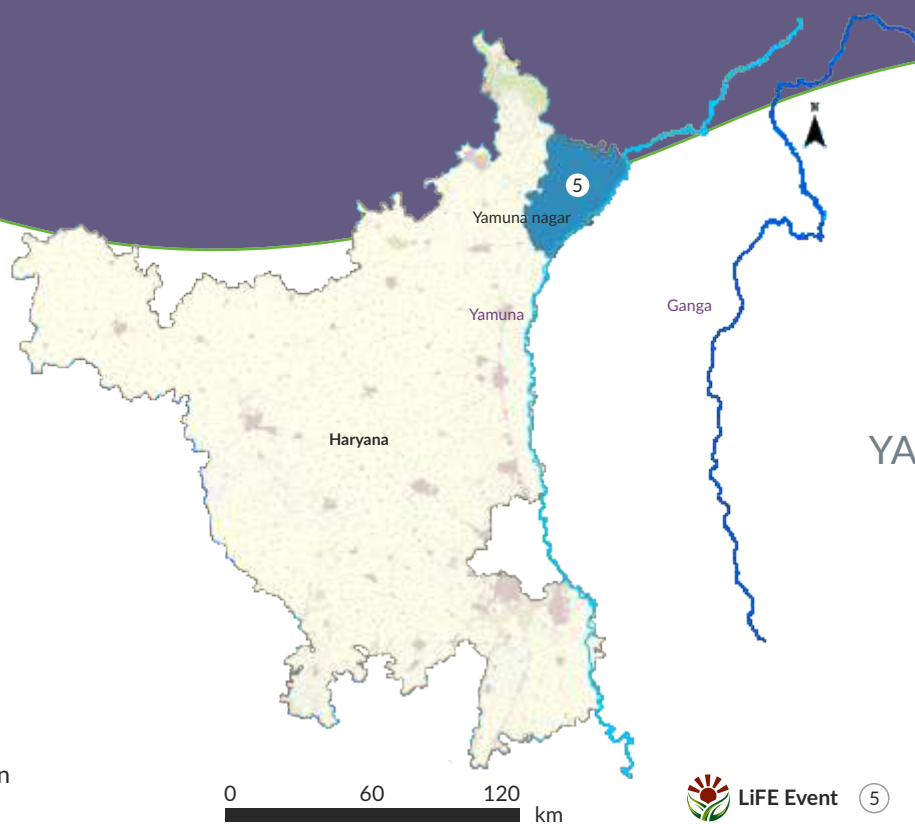 N
5
Yamuna nagar
Yamuna
Ganga
Haryana
YA
n
0 60 120
km
LiFE Event 5